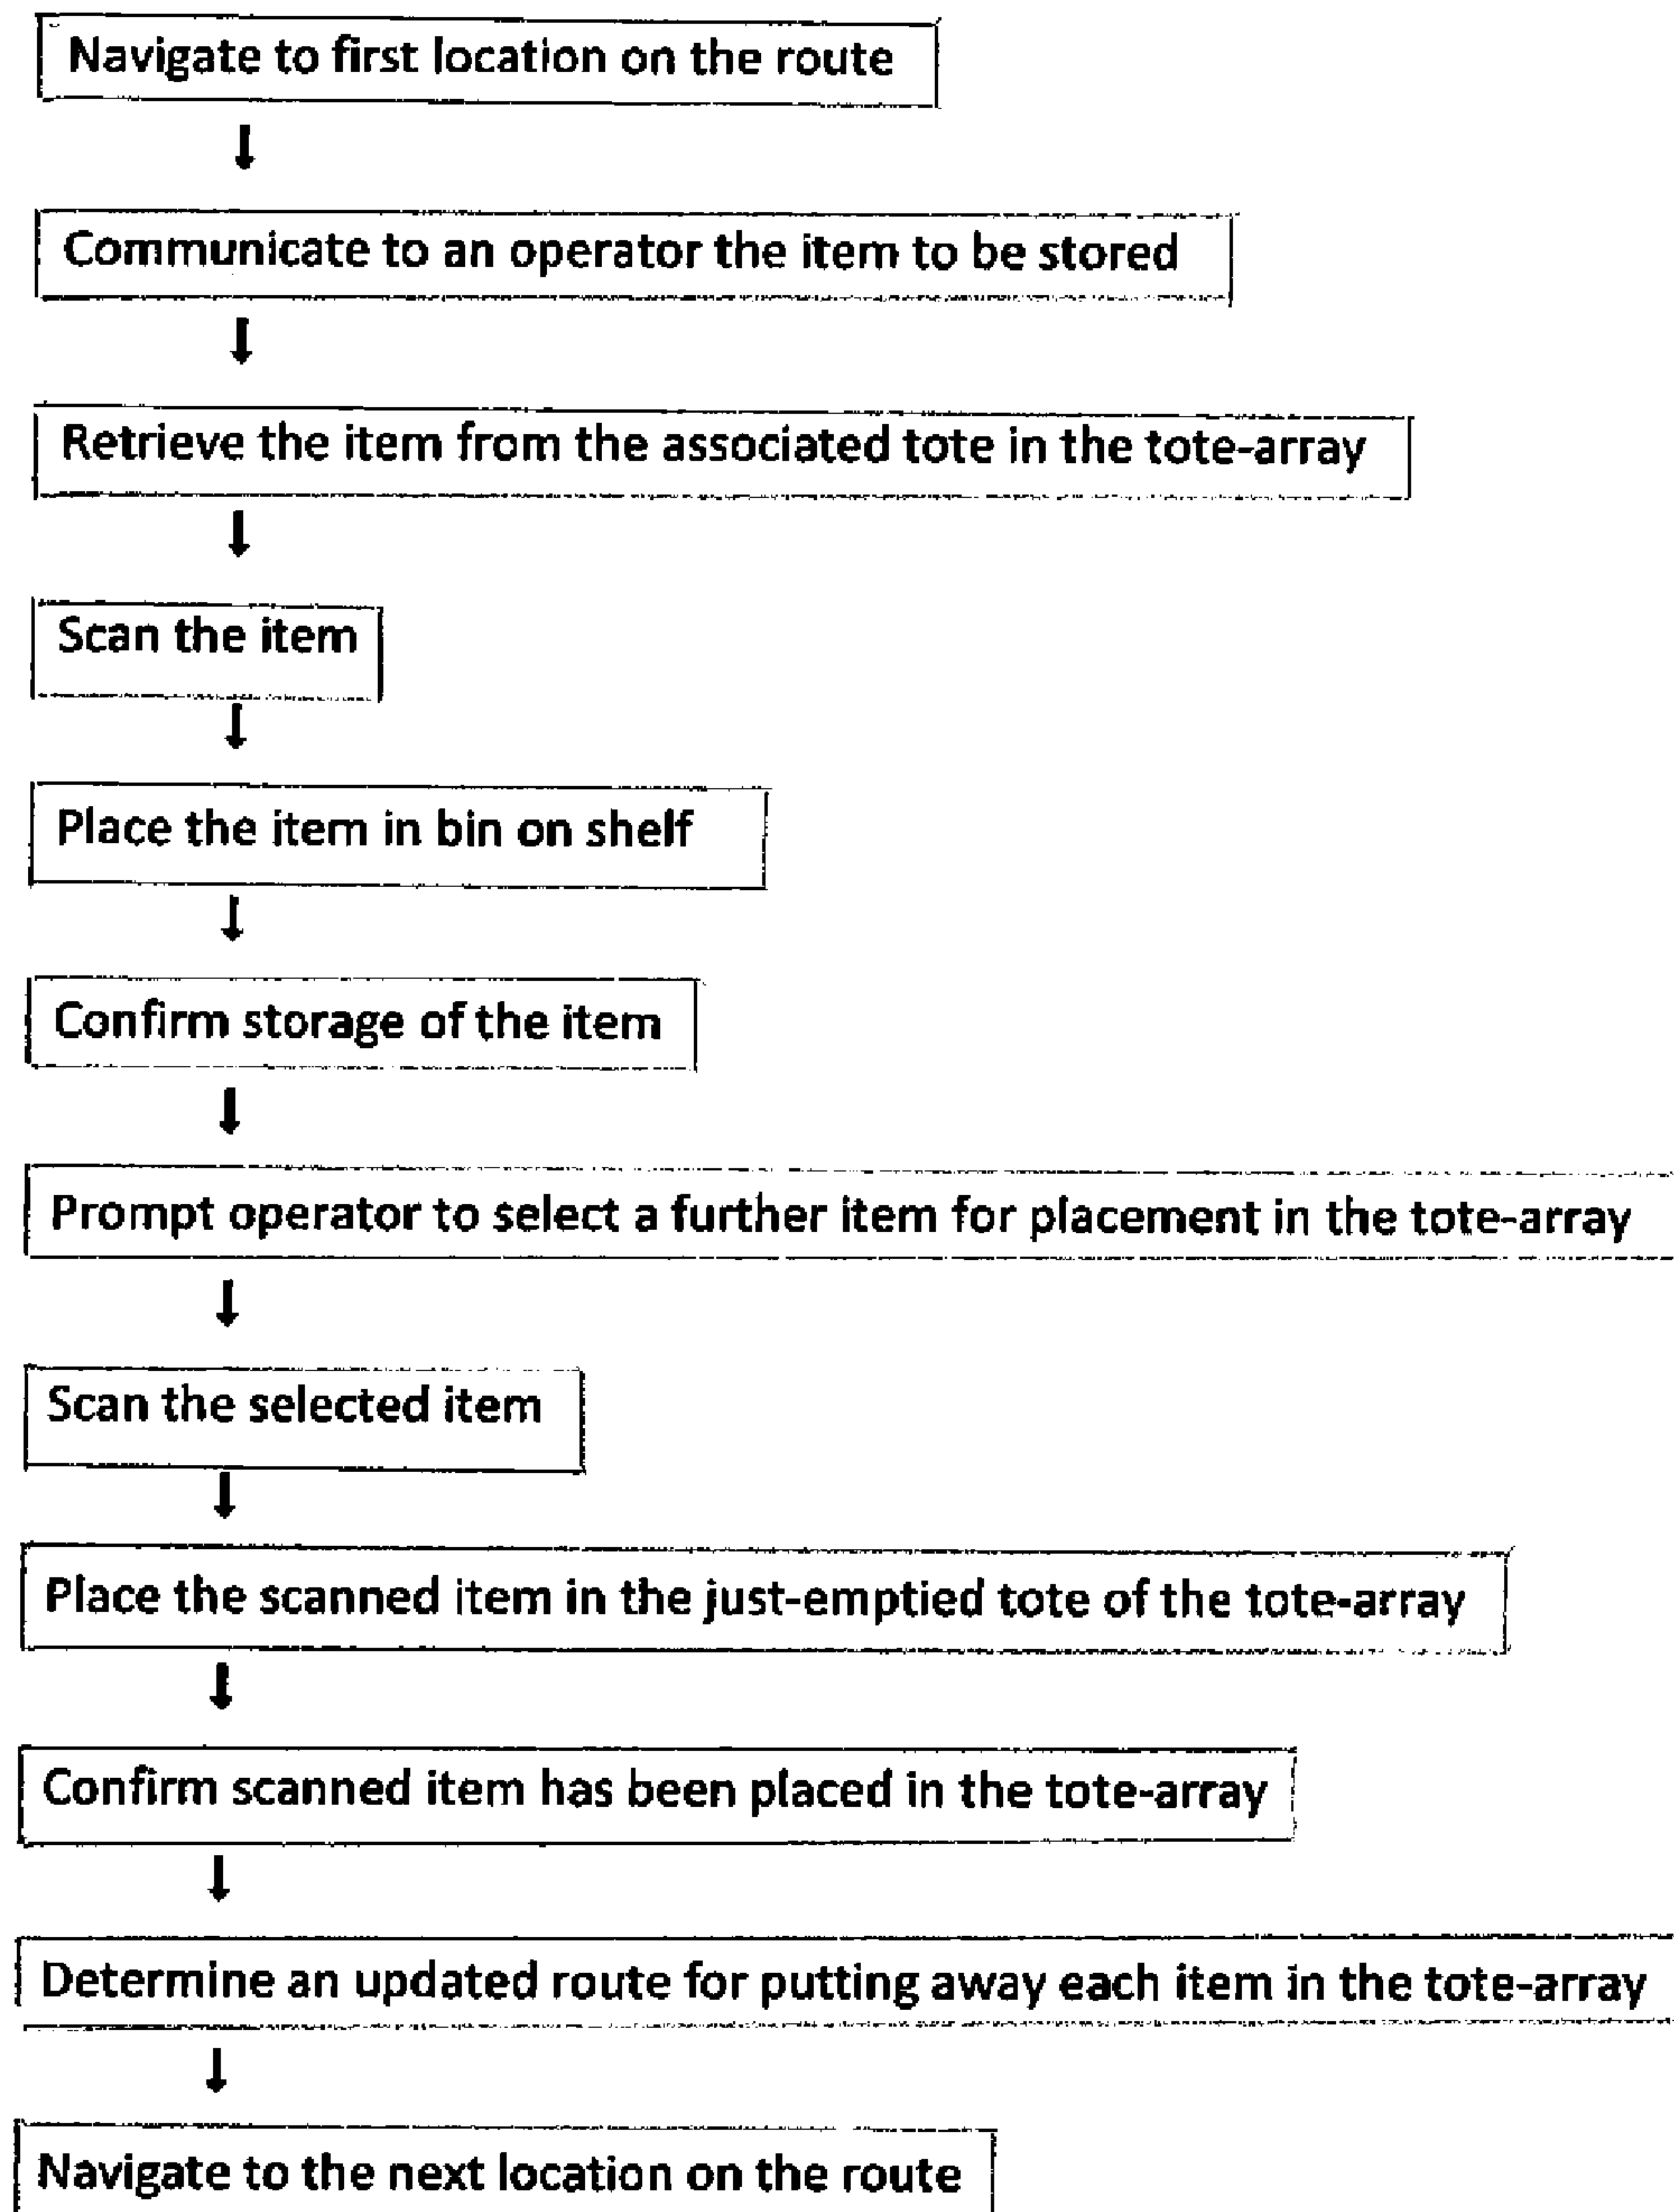 Navigate to first location on the route
Communicate to an operator the item to be stored
Retrieve the item from the associated tote in the tote-array
Scan the item
Place the item in bin on shelf
Confirm storage of the item
Prompt operator to select a further item for placement in the tote-array
Scan the selected item
Place the scanned item in the just-emptied tote of the tote-array
Confirm scanned item has been placed in the tote-array
Determine an updated route for putting away each item in the tote-array
Navigate to the next location on the route